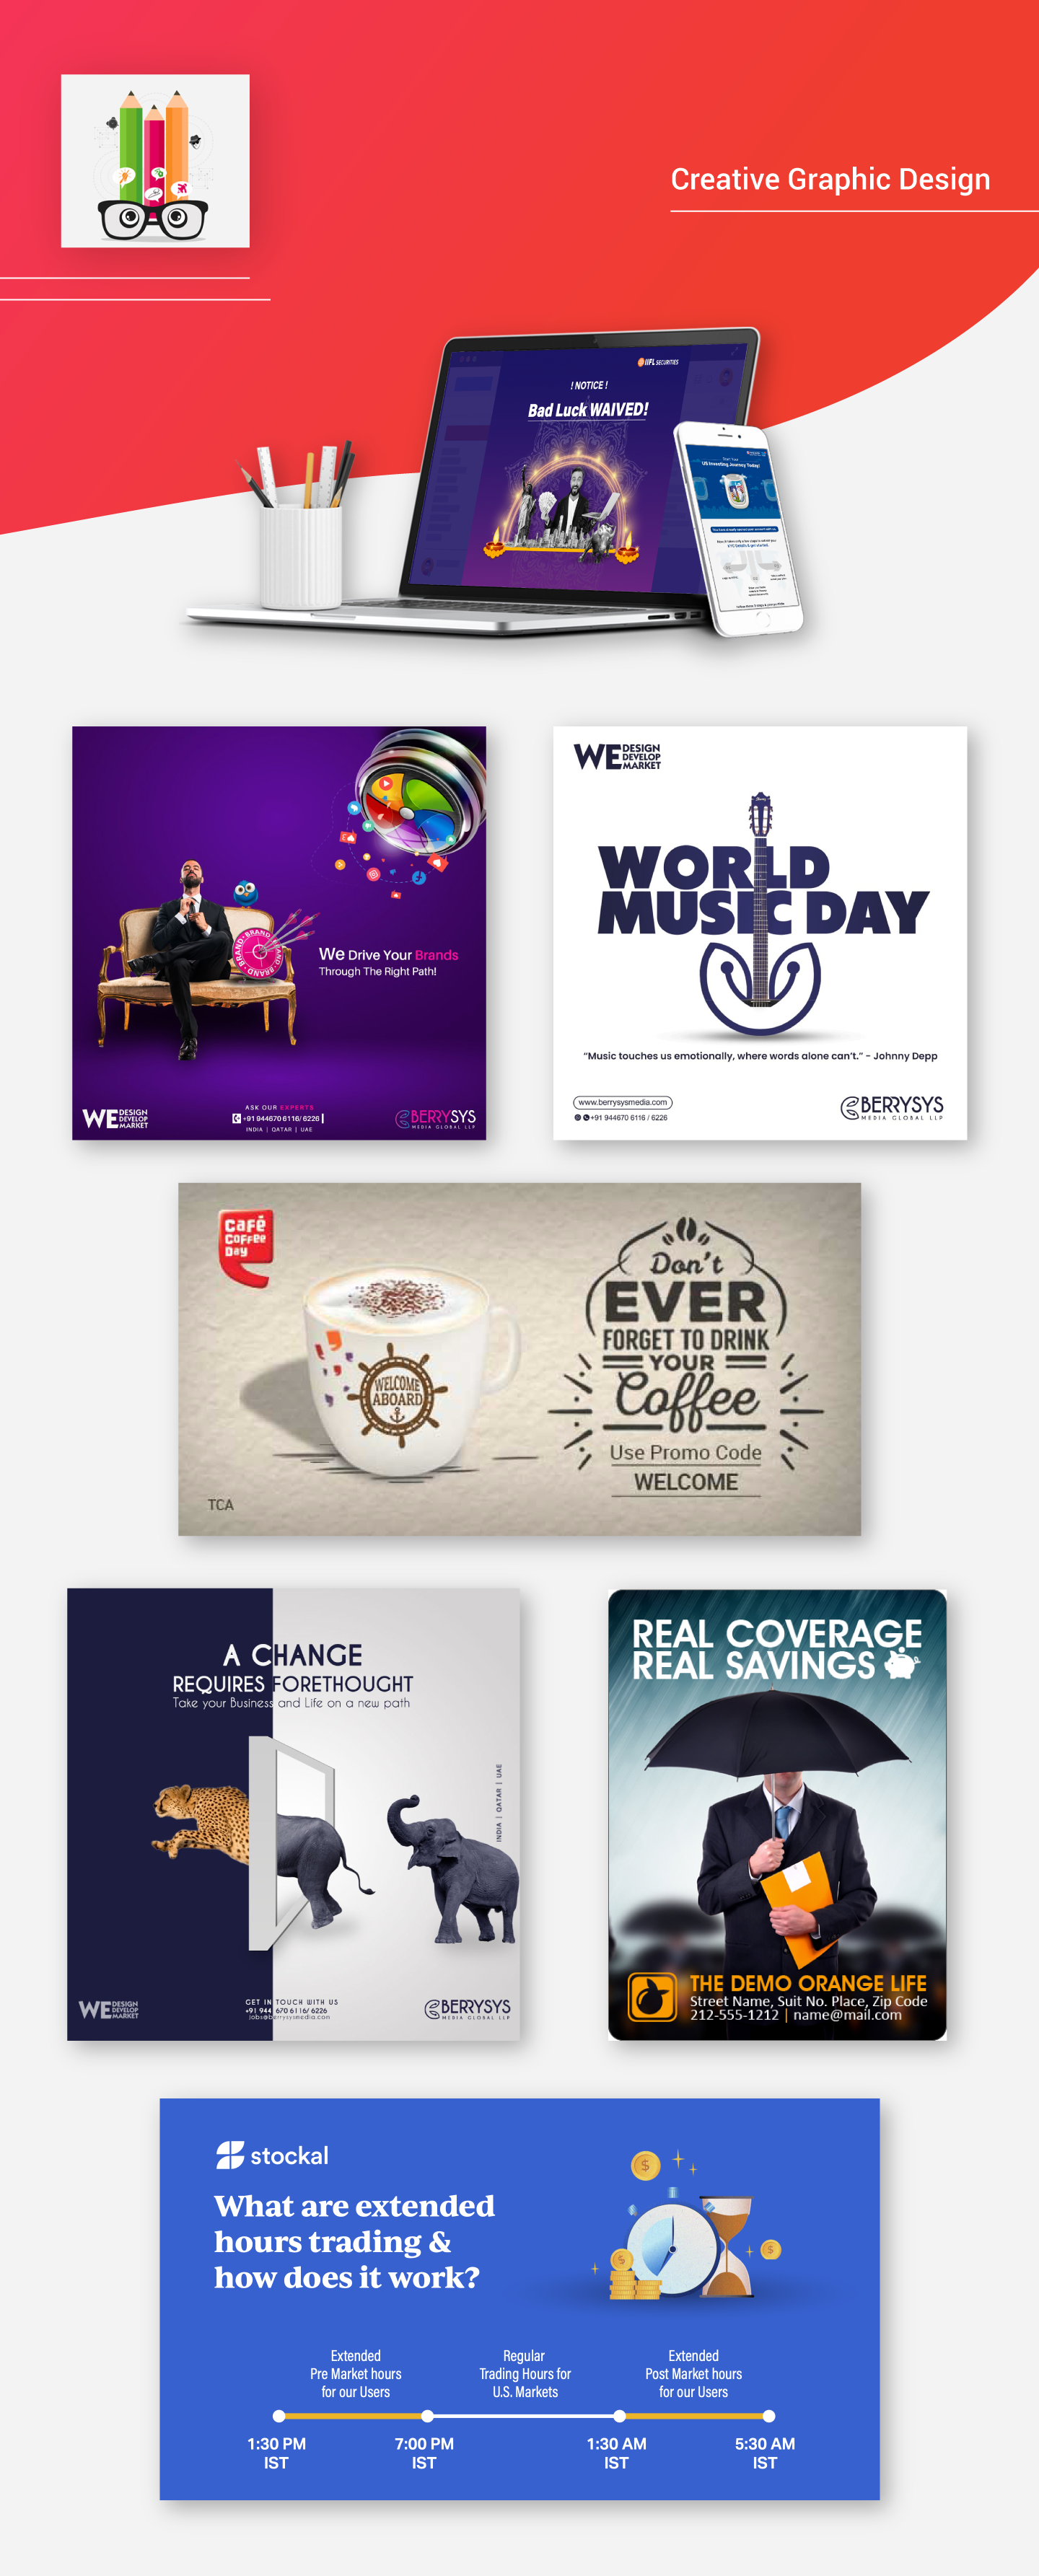 Creative Graphic Design
IIFL SECURITIES
! NOTICE !
Bad Luck WAIVED!
Start Your
US Investing Journey Today!
WE DESIGN
DEVELOP
MARKET
WORLD
MUSIC DAY
“Music touches us emotionally, where words alone can’t.” - Johnny Depp
www.berrysysmedia.com
+91 944670 6116 / 6226
BERRYSYS
MEDIA GLOBAL LLP
BRAND BRAND BRAND
We Drive Your Brands
Through The Right Path!
WE DESIGN
DEVELOP
MARKET
ASK OUR EXPERTS
+91 944670 6116/ 6226
INDIA | QATAR | UAE
BERRYSYS
MEDIA GLOBAL LLP
Café
Coffee
Day
WELCOME
ABOARD
Don't
EVER
FORGET TO DRINK
YOUR
Coffee
Use Promo Code
WELCOME
TCA
A CHANGE
REQUIRES FORETHOUGHT
Take your Business and Life on a new path
INDIA | QATAR | UAE
WE DESIGN
DEVELOP
MARKET
GET IN TOUCH WITH US
+91 944 670 6116/ 6226
jobs@berrysysmedia.com
BERRYSYS
MEDIA GLOBAL LLP
REAL COVERAGE
REAL SAVINGS
THE DEMO ORANGE LIFE
Street Name, Suit No. Place, Zip Code
212-555-1212 | name@mail.com
stockal
What are extended
hours trading &
how does it work?
Extended
Pre Market hours
for our Users
Regular
Trading Hours for
U.S. Markets
Extended
Post Market hours
for our Users
1:30 PM
IST
7:00 PM
IST
1:30 AM
IST
5:30 AM
IST